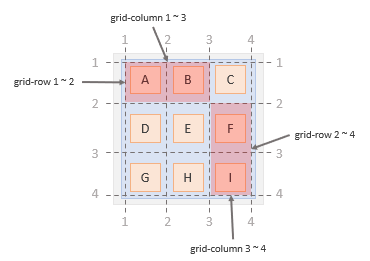 grid-column 1 ~ 3
1 2 3 4
1 1
grid-row 1 ~ 2
A B C
2 2
D E F
grid-row 2 ~ 4
3 3
G H I
4 4
1 2 3 4
grid-column 3 ~ 4